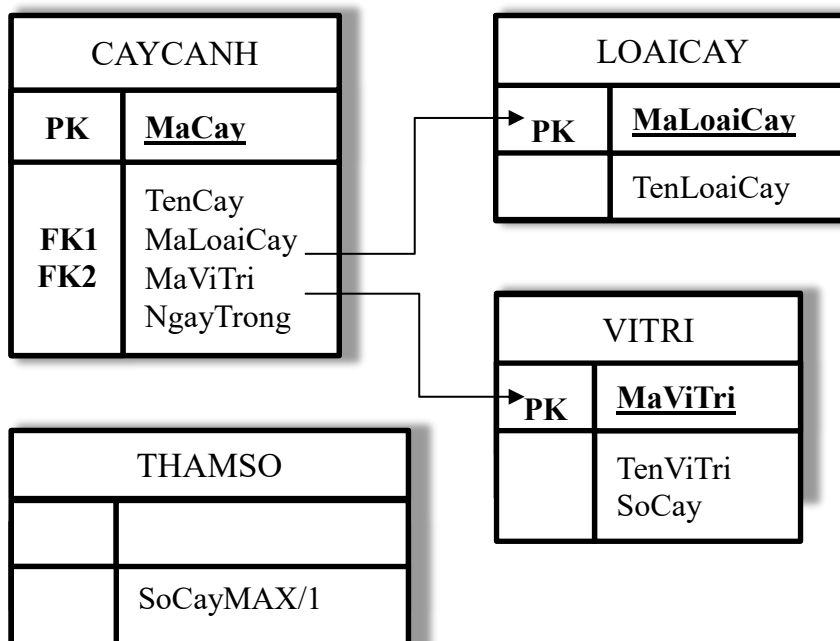 CAYCANH
PK MaCay
TenCay
FK1 MaLoaiCay
FK2 MaViTri
NgayTrong
LOAICAY
PK MaLoaiCay
TenLoaiCay
VITRI
PK MaViTri
TenViTri
SoCay
THAMSO
SoCayMAX/1